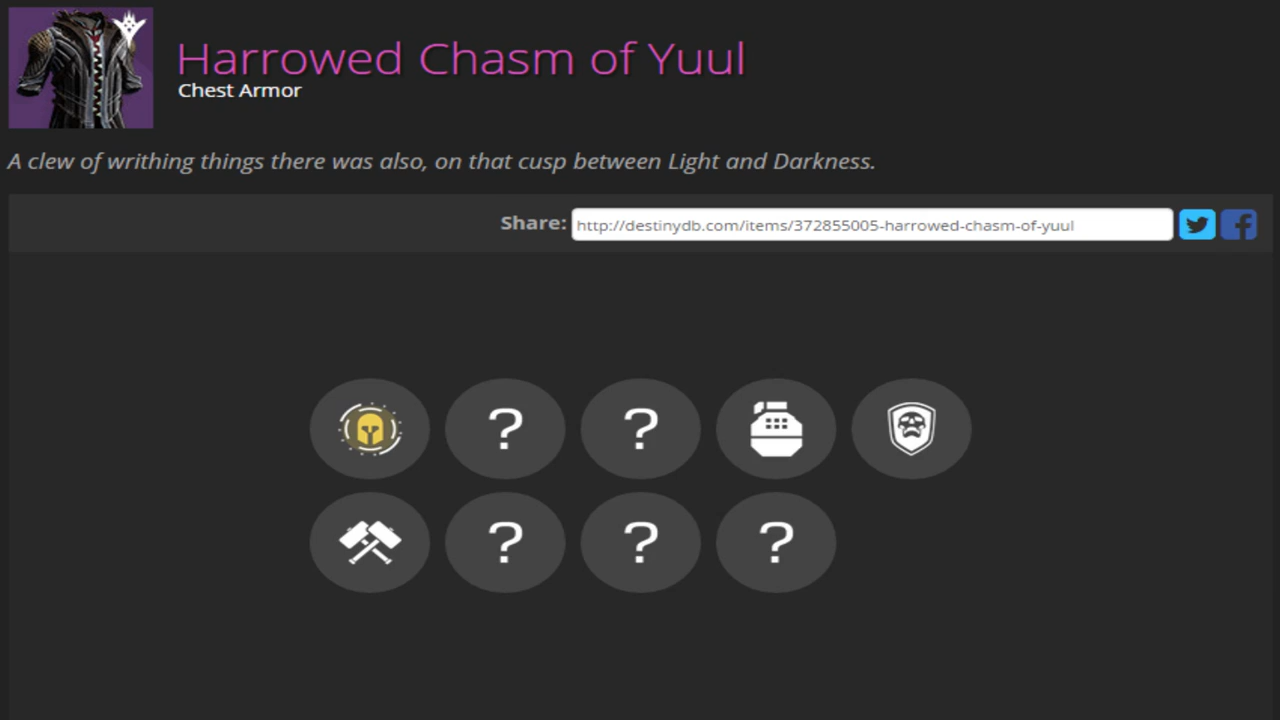 Harrowed Chasm of Yuul
Chest Armor
A clew of writhing things there was also, on that cusp between Light and Darkness.
Share: http://destinydb.com/items/372855005-harrowed-chasm-of-yuul
? ?
? ? ?